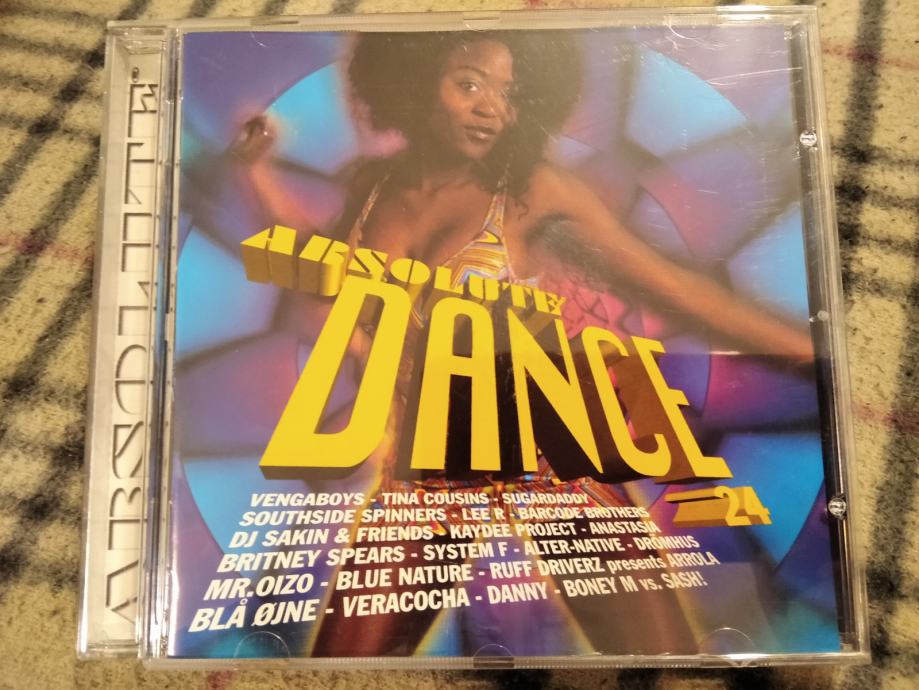 ABSOLUTE
ABSOLUTE
DANCE
24
VENGABOYS - TINA COUSINS - SUGARDADDY
SOUTHSIDE SPINNERS - LEE R - BARCODE BROTHERS
DJ SAKIN & FRIENDS - KAYDEE PROJECT - ANASTASIA
BRITNEY SPEARS - SYSTEM F - ALTER-NATIVE - DRÖMHUS
MR.OIZO - BLUE NATURE - RUFF DRIVERZ presents ARROLA
BLÅ ØJNE - VERACOCHA - DANNY - BONEY M vs. SASH!